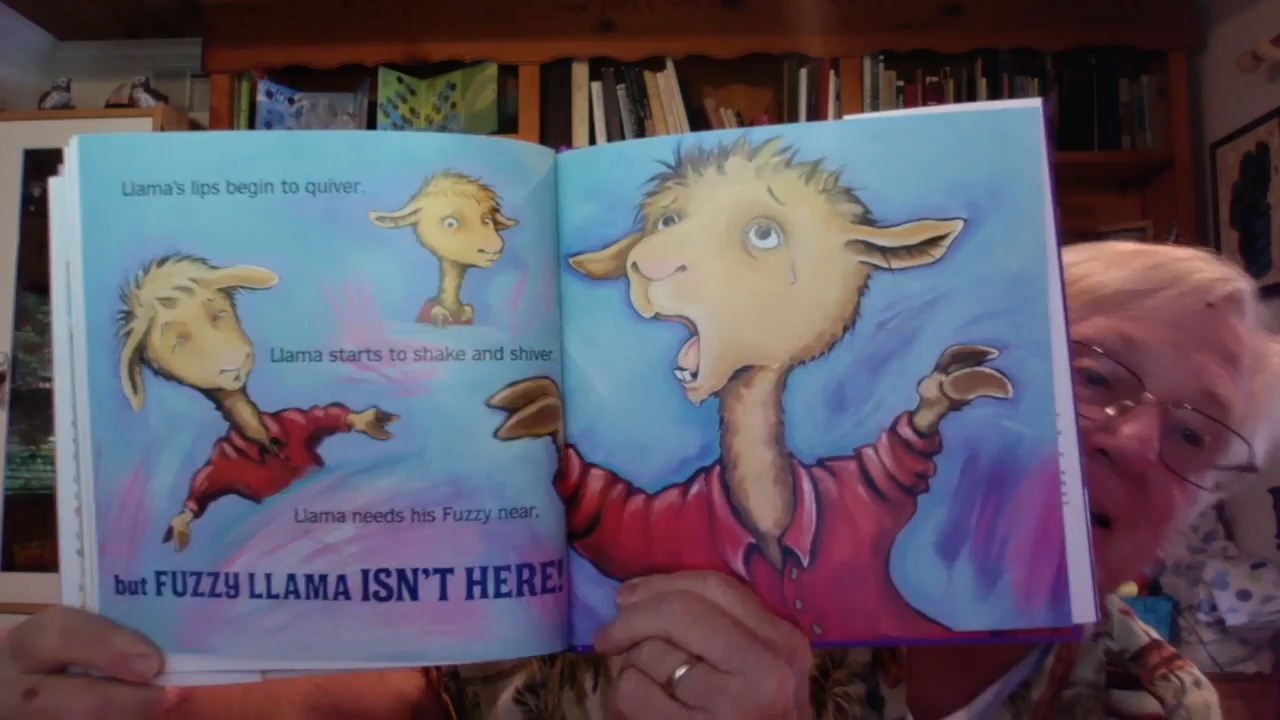 Llama's lips begin to quiver.
Llama starts to shake and shiver.
Llama needs his Fuzzy near.
but FUZZY LLAMA ISN'T HERE!